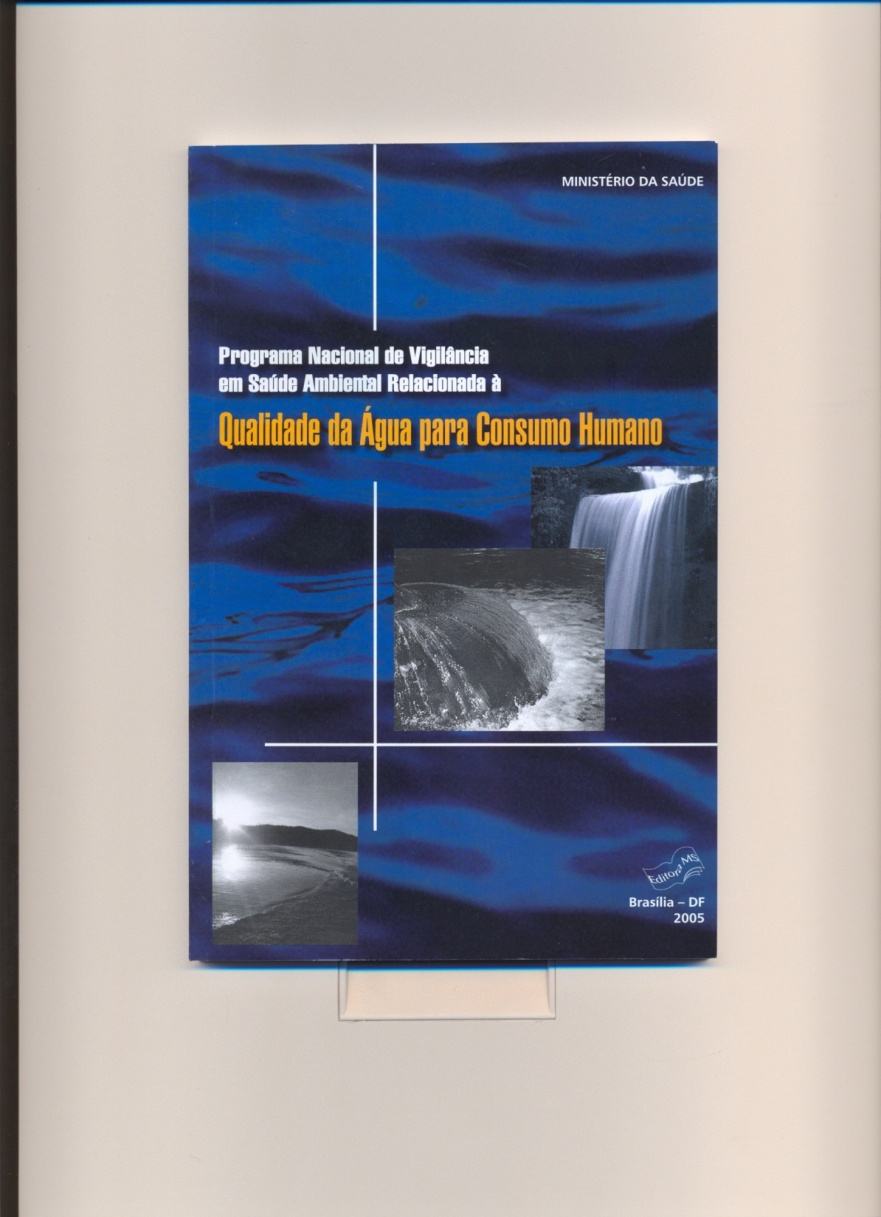 MINISTÉRIO DA SAÚDE
Programa Nacional de Vigilância
em Saúde Ambiental Relacionada à
Qualidade da Água para Consumo Humano
Editora MS
Brasília – DF
2005